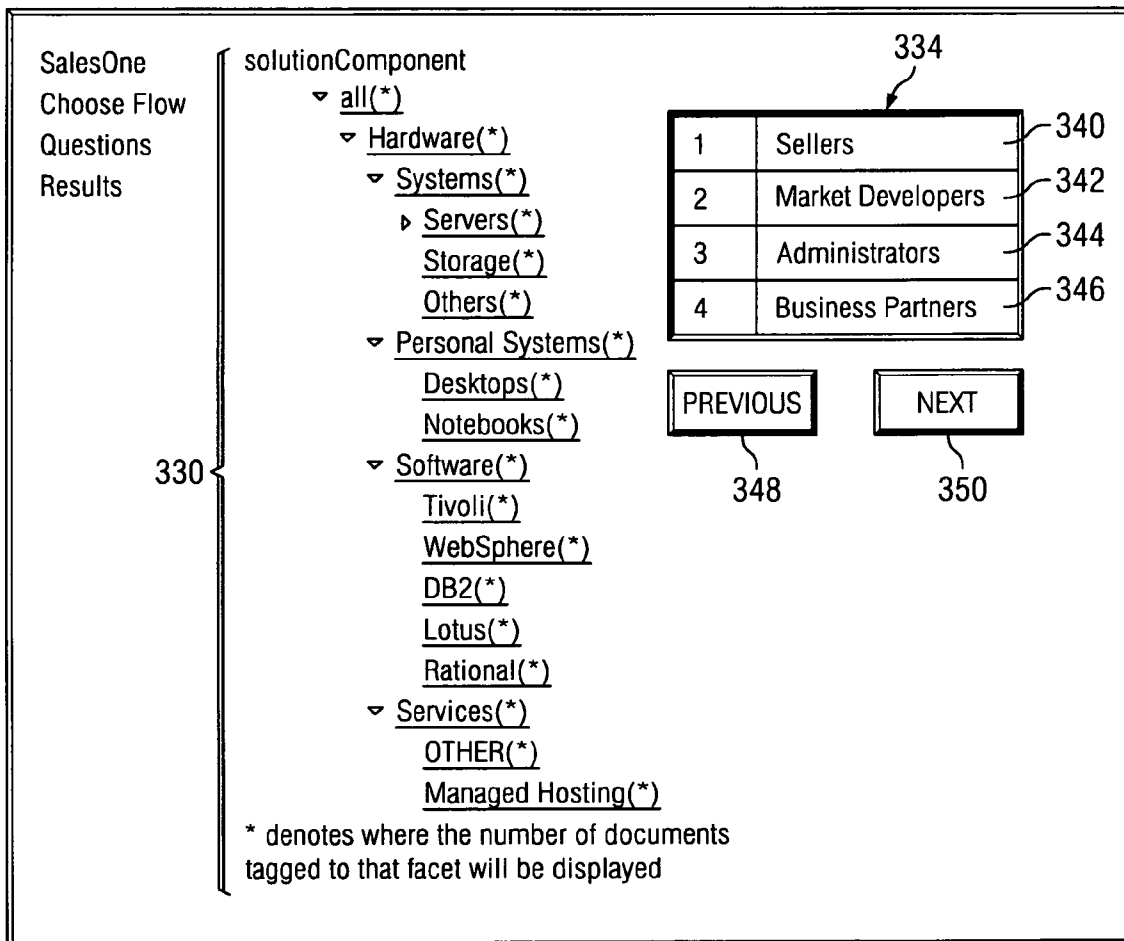 SalesOne
Choose Flow
Questions
Results
330
solutionComponent
all(*)
Hardware(*)
Systems(*)
Servers(*)
Storage(*)
Others(*)
Personal Systems(*)
Desktops(*)
Notebooks(*)
Software(*)
Tivoli(*)
WebSphere(*)
DB2(*)
Lotus(*)
Rational(*)
Services(*)
OTHER(*)
Managed Hosting(*)
* denotes where the number of documents
tagged to that facet will be displayed
334
1 Sellers 340
2 Market Developers 342
3 Administrators 344
4 Business Partners 346
PREVIOUS NEXT
348 350